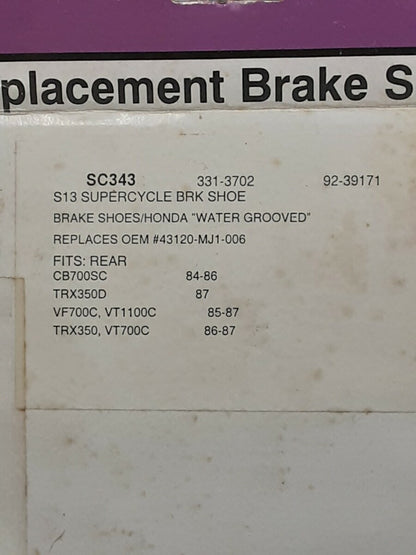 placement Brake S
SC343 331-3702 92-39171
S13 SUPERCYCLE BRK SHOE
BRAKE SHOES/HONDA "WATER GROOVED"
REPLACES OEM #43120-MJ1-006
FITS: REAR
CB700SC 84-86
TRX350D 87
VF700C, VT1100C 85-87
TRX350, VT700C 86-87